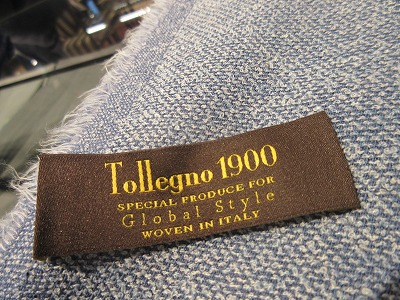 Tollegno 1900
SPECIAL PRODUCE FOR
Global Style
WOVEN IN ITALY